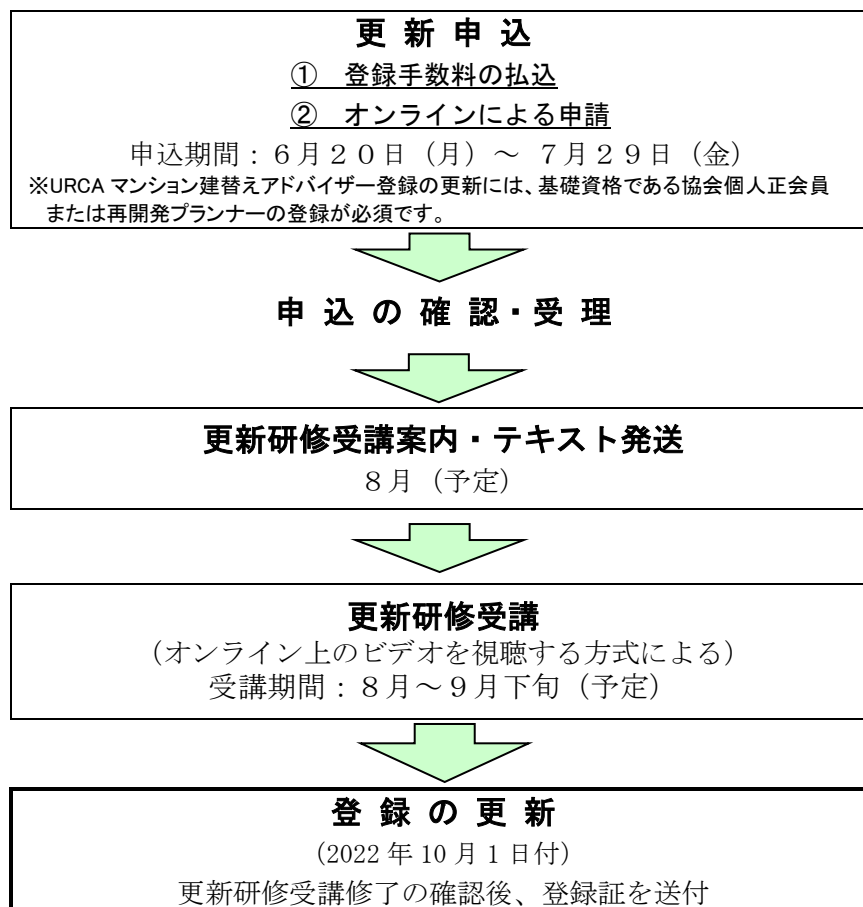 更 新 申 込
① 登録手数料の払込
② オンラインによる申請
申込期間：６月２０日（月）～ ７月２９日（金）
※URCA マンション建替えアドバイザー登録の更新には、基礎資格である協会個人正会員
または再開発プランナーの登録が必須です。
申 込 の 確 認・受 理
更新研修受講案内・テキスト発送
８月（予定）
更新研修受講
（オンライン上のビデオを視聴する方式による）
受講期間：８月～９月下旬（予定）
登 録 の 更 新
（2022 年 10 月 1 日付）
更新研修受講修了の確認後、登録証を送付